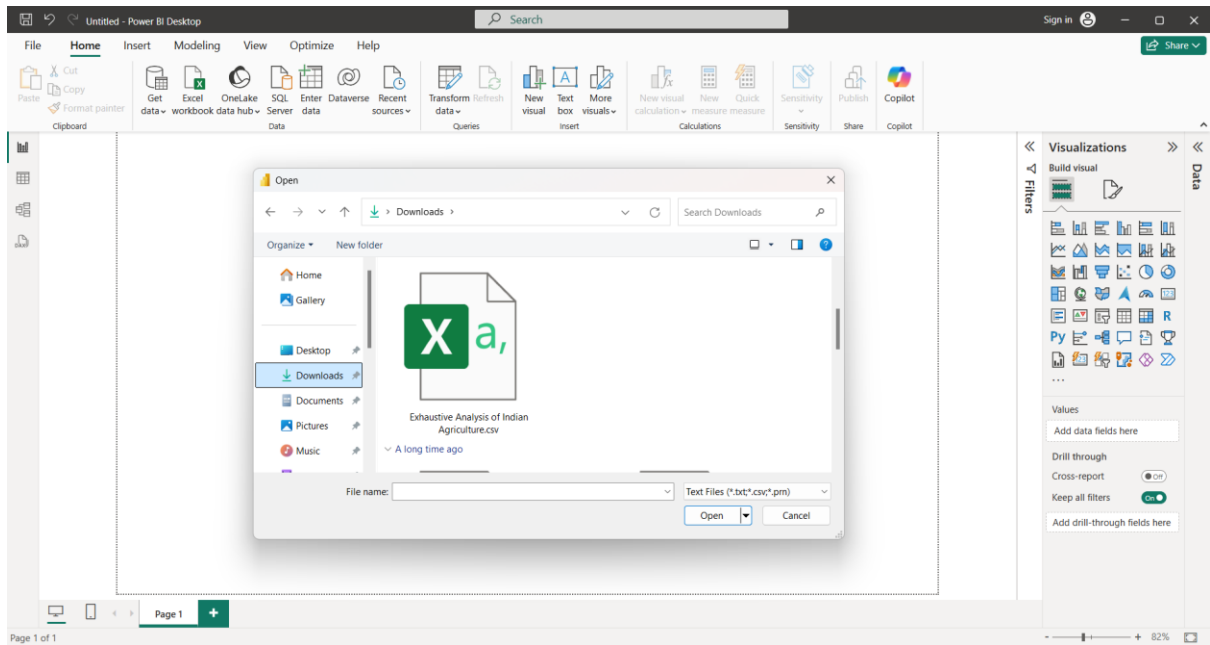 Untitled - Power BI Desktop
Search
Sign in
File Home Insert Modeling View Optimize Help
Share
Paste
Cut
Copy
Format painter
Clipboard
Get data
Excel workbook
OneLake data hub
SQL Server
Enter data
Dataverse
Recent sources
Data
Transform data
Refresh
Queries
New visual
Text box
More visuals
Insert
New visual calculation
New measure
Quick measure
Calculations
Sensitivity
Sensitivity
Publish
Share
Copilot
Copilot
Open
Downloads
Search Downloads
Organize
New folder
Home
Gallery
Desktop
Downloads
Documents
Pictures
Music
X a,
Exhaustive Analysis of Indian
Agriculture.csv
A long time ago
File name:
Text Files (*.txt;*.csv;*.prn)
Open
Cancel
Filters
Visualizations
Build visual
123
R
Py
Values
Add data fields here
Drill through
Cross-report
Off
Keep all filters
On
Add drill-through fields here
Data
Page 1
Page 1 of 1
82%